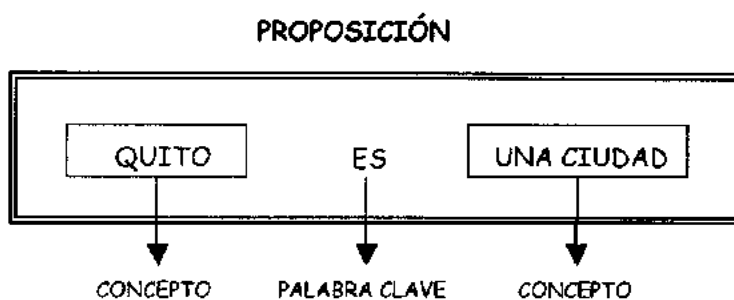 PROPOSICIÓN
QUITO ES UNA CIUDAD
CONCEPTO PALABRA CLAVE CONCEPTO